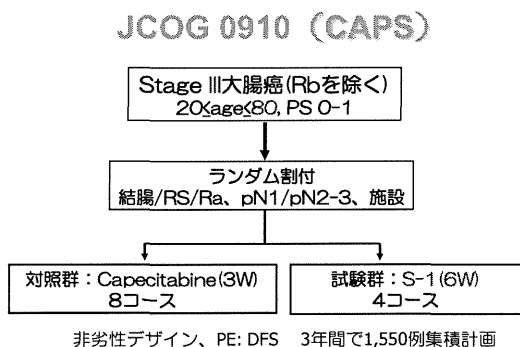 JCOG 0910（CAPS）
Stage III大腸癌(Rbを除く)
20≤age≤80, PS 0-1
ランダム割付
結腸/RS/Ra、pN1/pN2-3、施設
対照群：Capecitabine(3W)
8コース
試験群：S-1(6W)
4コース
非劣性デザイン、PE: DFS　3年間で1,550例集積計画